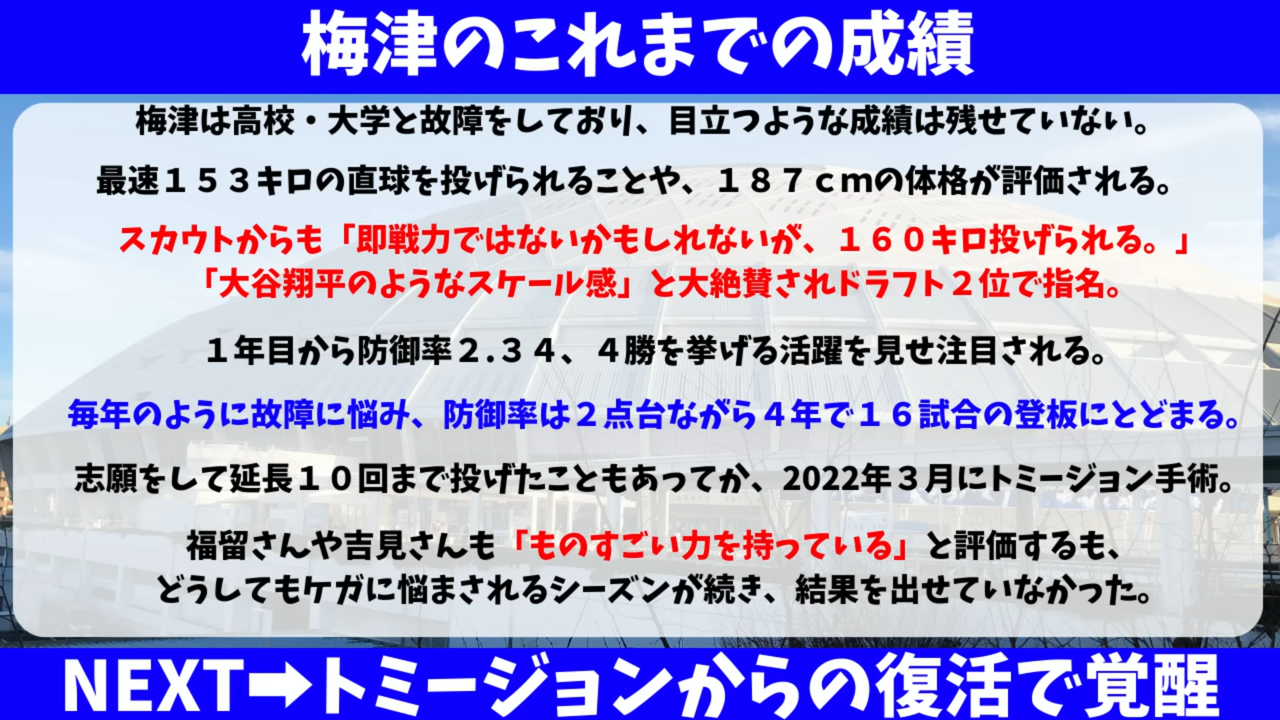 梅津のこれまでの成績
梅津は高校・大学と故障をしており、目立つような成績は残せていない。
最速１５３キロの直球を投げられることや、１８７ｃｍの体格が評価される。
スカウトからも「即戦力ではないかもしれないが、１６０キロ投げられる。」
「大谷翔平のようなスケール感」と大絶賛されドラフト２位で指名。
１年目から防御率２.３４、４勝を挙げる活躍を見せ注目される。
毎年のように故障に悩み、防御率は２点台ながら４年で１６試合の登板にとどまる。
志願をして延長１０回まで投げたこともあってか、2022年３月にトミージョン手術。
福留さんや吉見さんも「ものすごい力を持っている」と評価するも、
どうしてもケガに悩まされるシーズンが続き、結果を出せていなかった。
NEXT➡トミージョンからの復活で覚醒